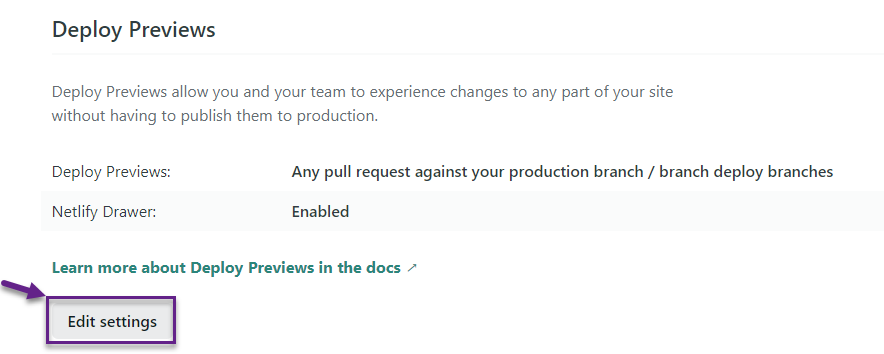 Deploy Previews
Deploy Previews allow you and your team to experience changes to any part of your site
without having to publish them to production.
Deploy Previews: Any pull request against your production branch / branch deploy branches
Netlify Drawer: Enabled
Learn more about Deploy Previews in the docs ↗
Edit settings